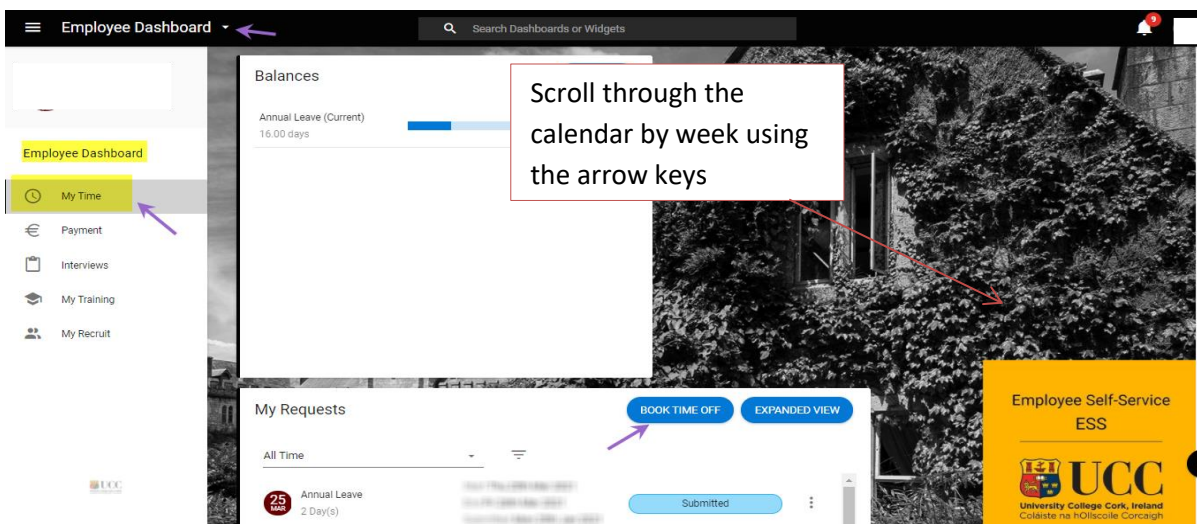 Employee Dashboard
Search Dashboards or Widgets
9
Employee Dashboard
My Time
Payment
Interviews
My Training
My Recruit
UCC
Balances
Annual Leave (Current)
16.00 days
Scroll through the
calendar by week using
the arrow keys
My Requests
BOOK TIME OFF
EXPANDED VIEW
All Time
25
MAR
Annual Leave
2 Day(s)
Submitted
Employee Self-Service
ESS
UCC
University College Cork, Ireland
Coláiste na hOllscoile Corcaigh